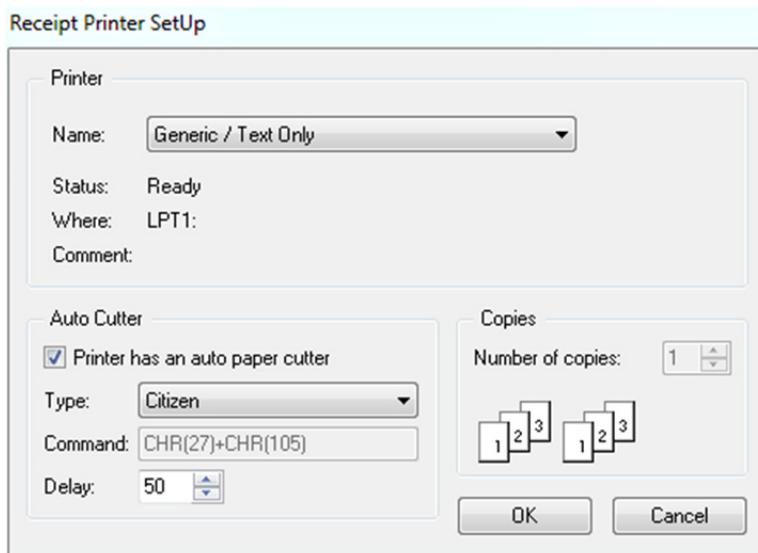 Receipt Printer SetUp
Printer
Name: Generic / Text Only
Status: Ready
Where: LPT1:
Comment:
Auto Cutter
Printer has an auto paper cutter
Type: Citizen
Command: CHR(27)+CHR(105)
Delay: 50
Copies
Number of copies: 1
1 2 3 1 2 3
OK Cancel